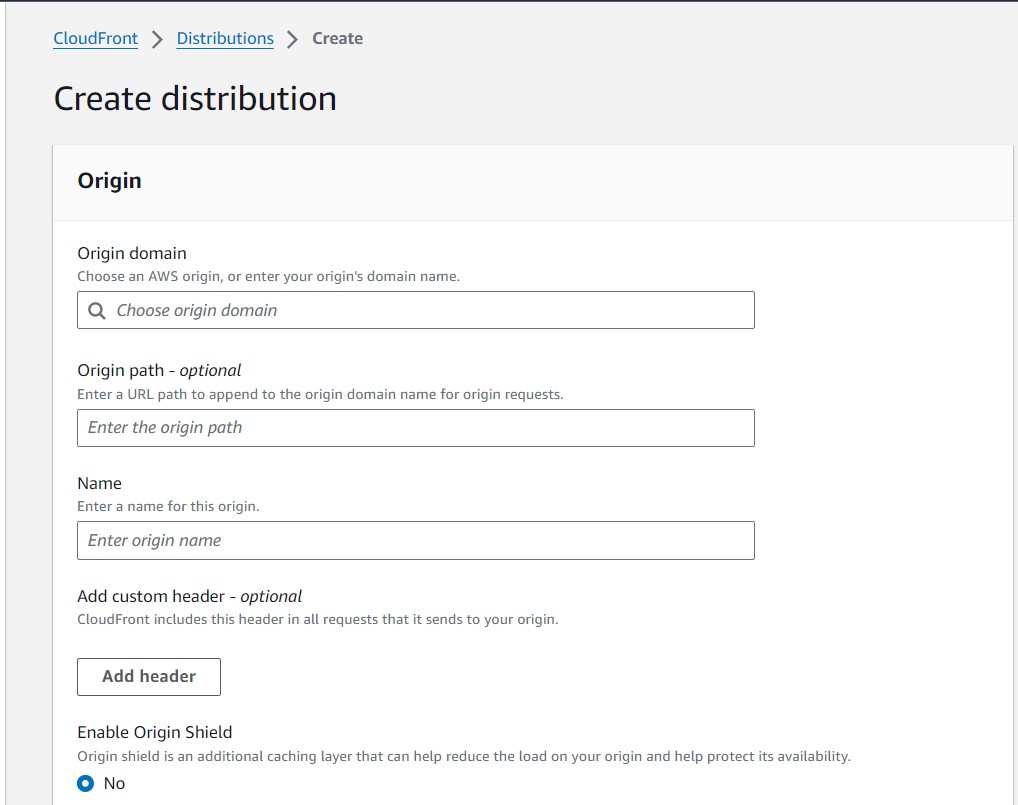 CloudFront > Distributions > Create
Create distribution
Origin
Origin domain
Choose an AWS origin, or enter your origin's domain name.
Choose origin domain
Origin path - optional
Enter a URL path to append to the origin domain name for origin requests.
Enter the origin path
Name
Enter a name for this origin.
Enter origin name
Add custom header - optional
CloudFront includes this header in all requests that it sends to your origin.
Add header
Enable Origin Shield
Origin shield is an additional caching layer that can help reduce the load on your origin and help protect its availability.
No